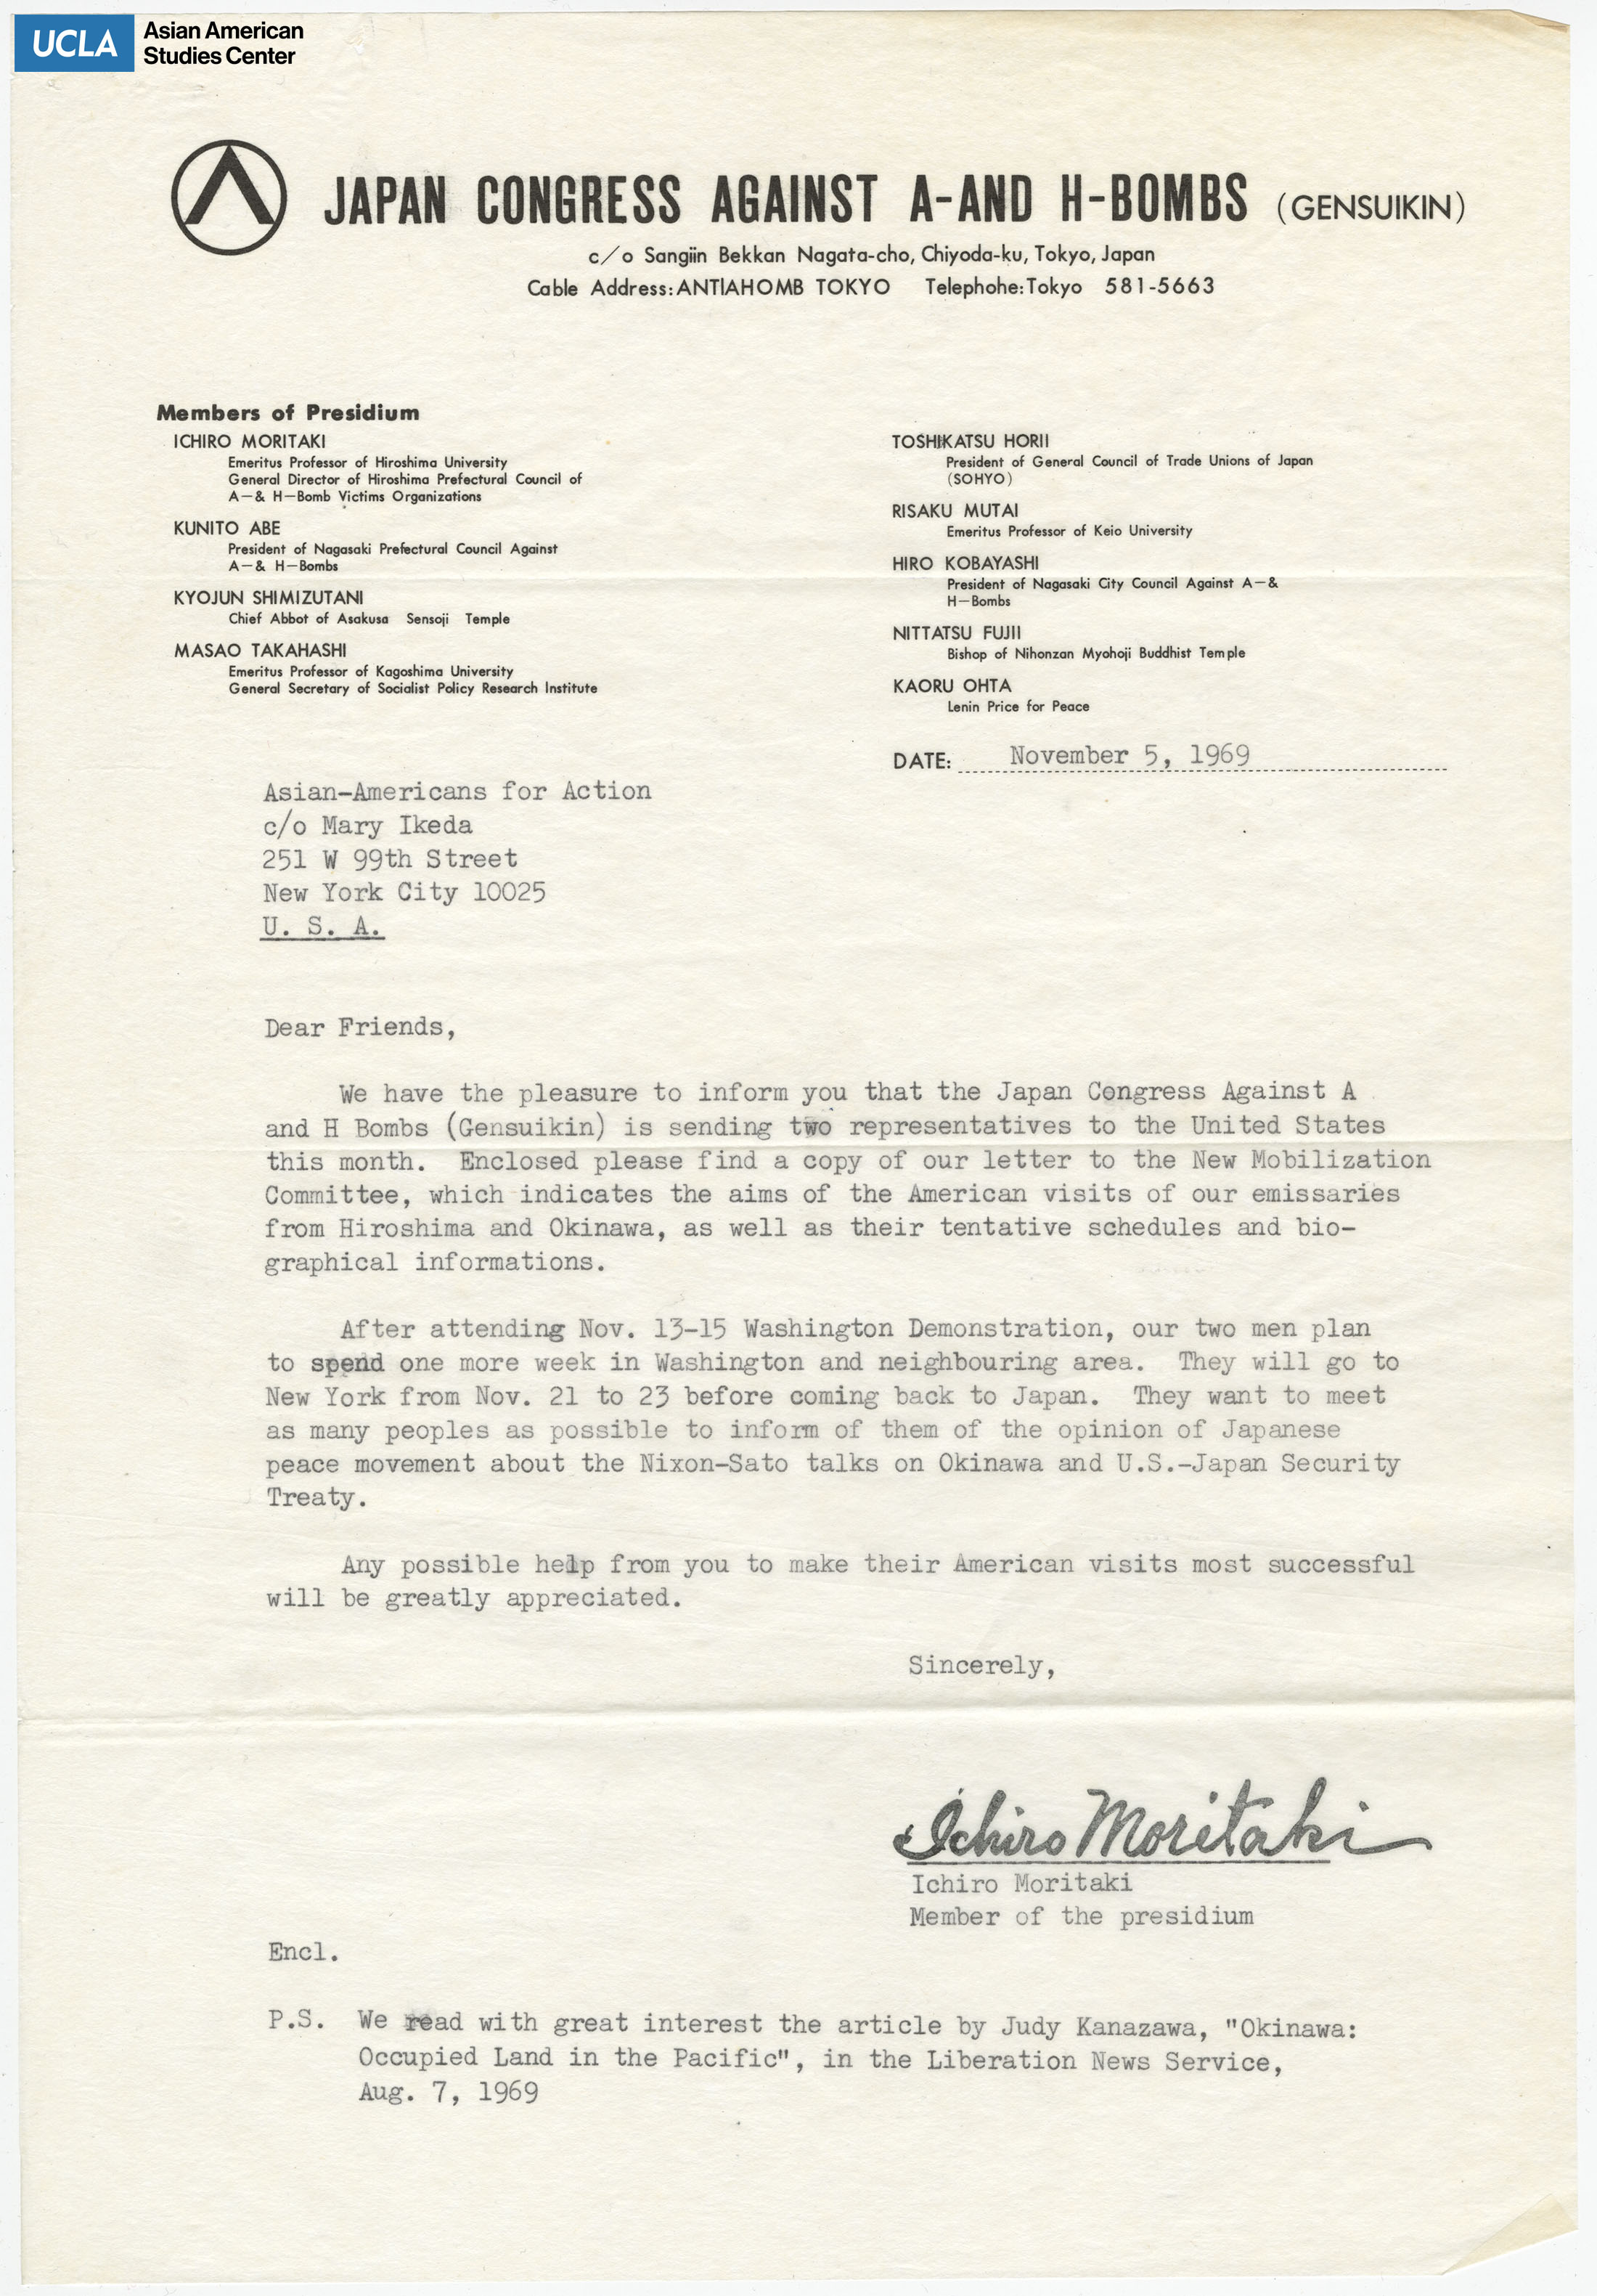 UCLA Asian American
Studies Center
JAPAN CONGRESS AGAINST A-AND H-BOMBS (GENSUIKIN)
c/o Sangiin Bekkan Nagata-cho, Chiyoda-ku, Tokyo, Japan
Cable Address: ANTIAHOMB TOKYO Telephohe: Tokyo 581-5663
Members of Presidium
ICHIRO MORITAKI
Emeritus Professor of Hiroshima University
General Director of Hiroshima Prefectural Council of
A—& H—Bomb Victims Organizations
KUNITO ABE
President of Nagasaki Prefectural Council Against
A—& H—Bombs
KYOJUN SHIMIZUTANI
Chief Abbot of Asakusa Sensoji Temple
MASAO TAKAHASHI
Emeritus Professor of Kagoshima University
General Secretary of Socialist Policy Research Institute
TOSHIKATSU HORII
President of General Council of Trade Unions of Japan
(SOHYO)
RISAKU MUTAI
Emeritus Professor of Keio University
HIRO KOBAYASHI
President of Nagasaki City Council Against A—&
H—Bombs
NITTATSU FUJII
Bishop of Nihonzan Myohoji Buddhist Temple
KAORU OHTA
Lenin Price for Peace
DATE: November 5, 1969
Asian-Americans for Action
c/o Mary Ikeda
251 W 99th Street
New York City 10025
U. S. A.
Dear Friends,
We have the pleasure to inform you that the Japan Congress Against A
and H Bombs (Gensuikin) is sending two representatives to the United States
this month. Enclosed please find a copy of our letter to the New Mobilization
Committee, which indicates the aims of the American visits of our emissaries
from Hiroshima and Okinawa, as well as their tentative schedules and bio-
graphical informations.
After attending Nov. 13-15 Washington Demonstration, our two men plan
to spend one more week in Washington and neighbouring area. They will go to
New York from Nov. 21 to 23 before coming back to Japan. They want to meet
as many peoples as possible to inform of them of the opinion of Japanese
peace movement about the Nixon-Sato talks on Okinawa and U.S.-Japan Security
Treaty.
Any possible help from you to make their American visits most successful
will be greatly appreciated.
Sincerely,
Ichiro Moritaki
Ichiro Moritaki
Member of the presidium
Encl.
P.S. We read with great interest the article by Judy Kanazawa, "Okinawa:
Occupied Land in the Pacific", in the Liberation News Service,
Aug. 7, 1969